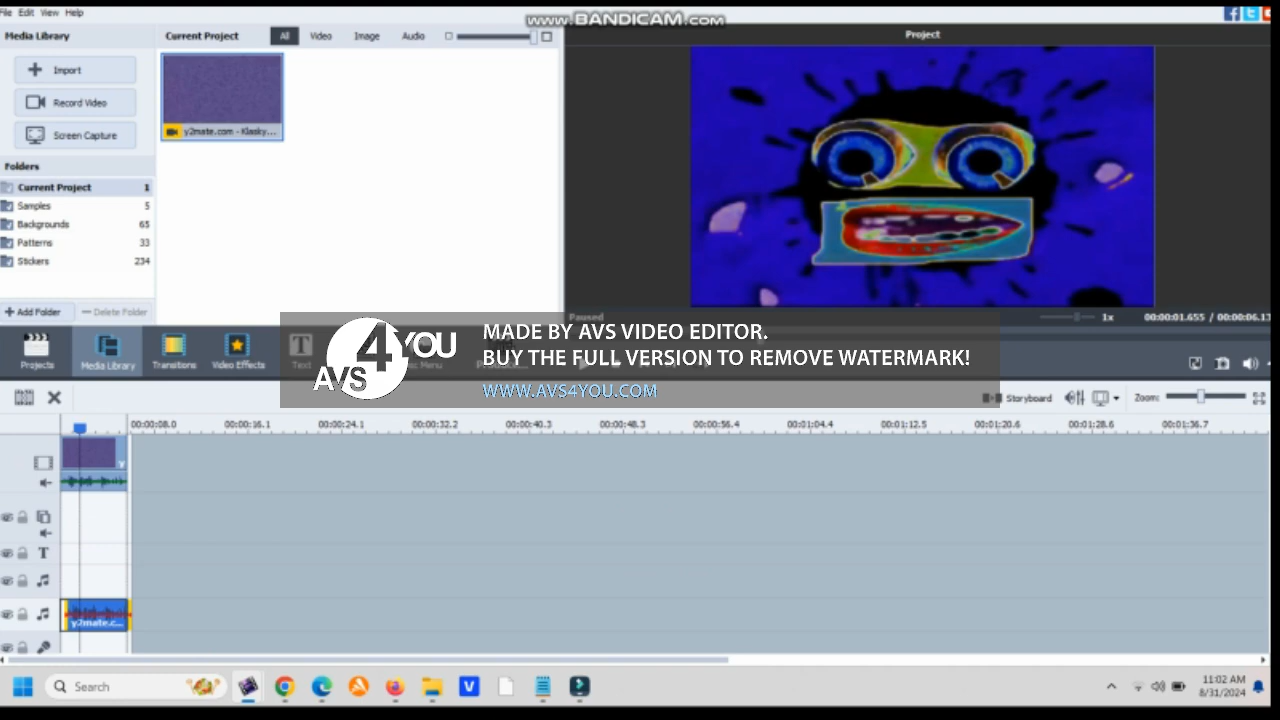 www.BANDICAM.com
File Edit View Help
Media Library
Current Project All Video Image Audio
Project
Import
Record Video
Screen Capture
y2mate.com - Klasky...
Folders
Current Project 1
Samples 5
Backgrounds 65
Patterns 33
Stickers 234
Add Folder Delete Folder
Paused 1x 00:00:01.655 / 00:00:06.13
Projects Media Library Transitions Video Effects Text
AVS4YOU
MADE BY AVS VIDEO EDITOR.
BUY THE FULL VERSION TO REMOVE WATERMARK!
WWW.AVS4YOU.COM
Storyboard Zoom:
00:00:08.0 00:00:16.1 00:00:24.1 00:00:32.2 00:00:40.3 00:00:48.3 00:00:56.4 00:01:04.4 00:01:12.5 00:01:20.6 00:01:28.6 00:01:36.7
y
T
y2mate.c...
Search
11:02 AM
8/31/2024